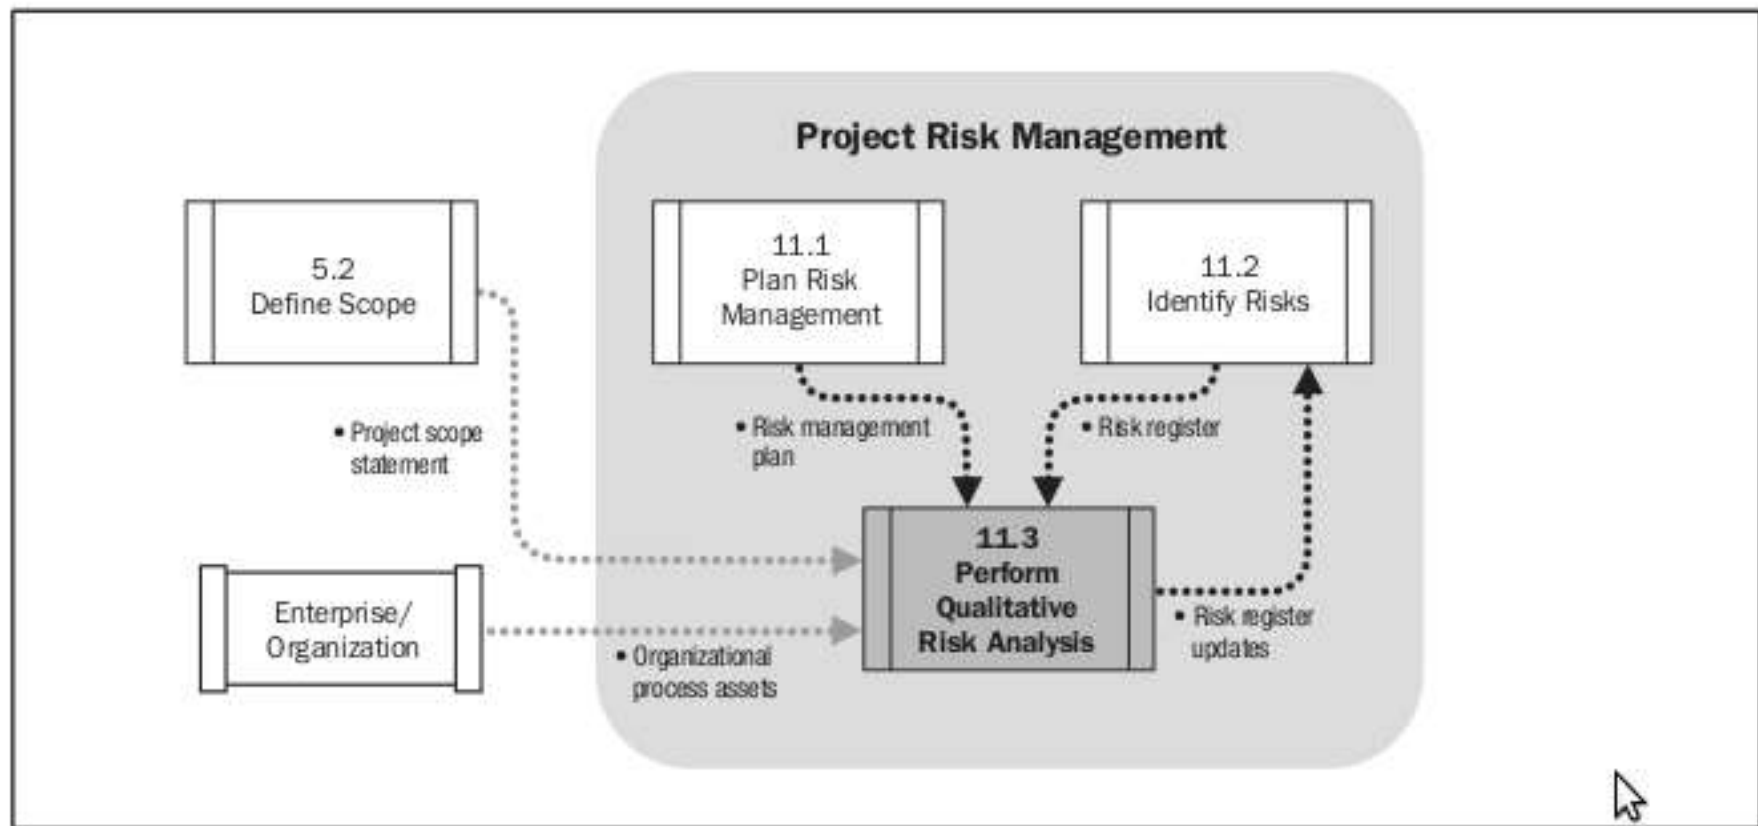 Project Risk Management
5.2
Define Scope
11.1
Plan Risk
Management
11.2
Identify Risks
• Project scope
statement
• Risk management
plan
• Risk register
11.3
Perform
Qualitative
Risk Analysis
Enterprise/
Organization
• Organizational
process assets
• Risk register
updates